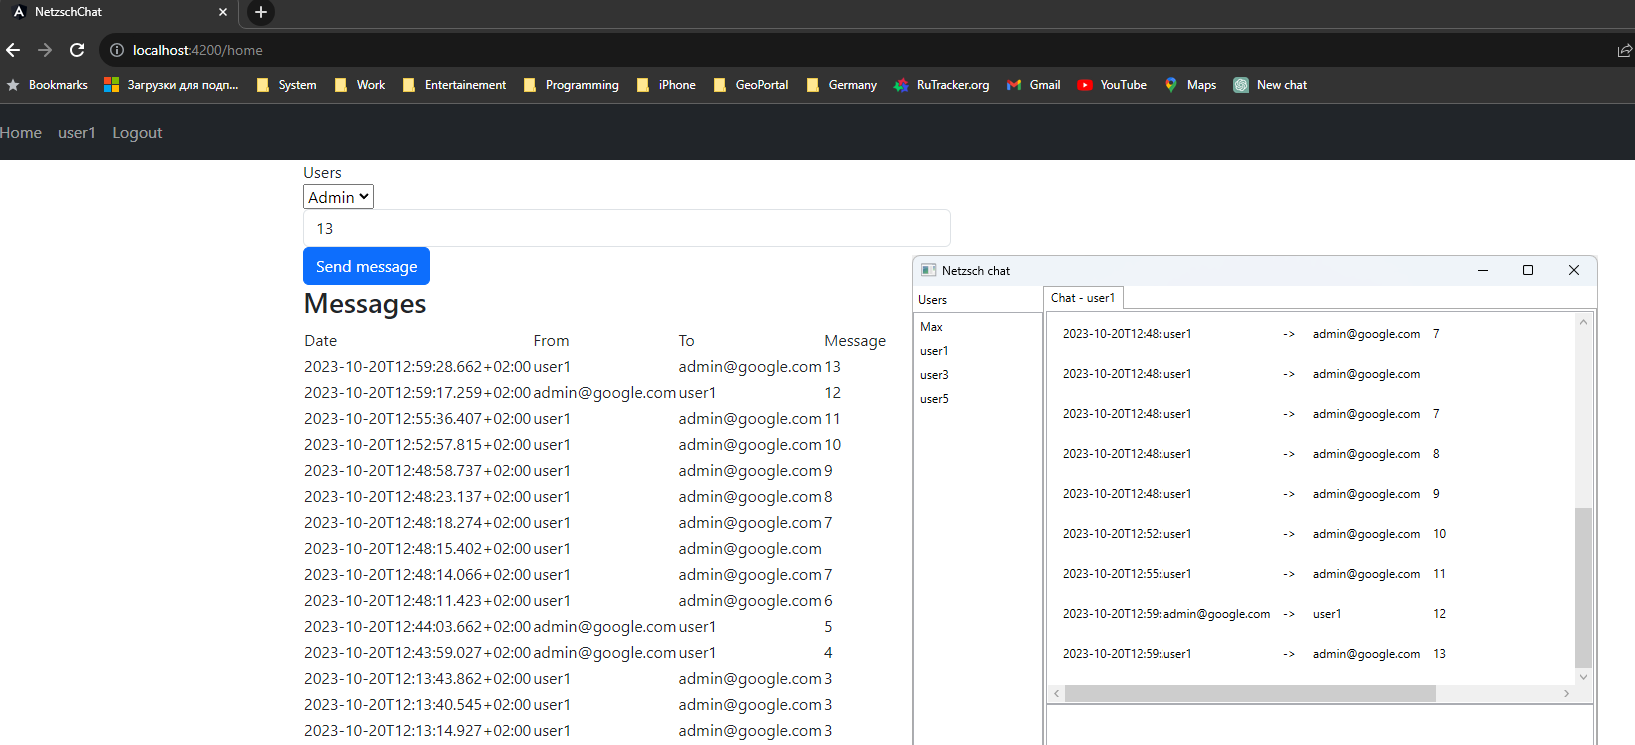 NetzschChat
localhost:4200/home
Bookmarks Загрузки для подп... System Work Entertainement Programming iPhone GeoPortal Germany RuTracker.org Gmail YouTube Maps New chat
Home user1 Logout
Users
Admin
13
Send message
Messages
Date From To Message
2023-10-20T12:59:28.662+02:00 user1 admin@google.com 13
2023-10-20T12:59:17.259+02:00 admin@google.com user1 12
2023-10-20T12:55:36.407+02:00 user1 admin@google.com 11
2023-10-20T12:52:57.815+02:00 user1 admin@google.com 10
2023-10-20T12:48:58.737+02:00 user1 admin@google.com 9
2023-10-20T12:48:23.137+02:00 user1 admin@google.com 8
2023-10-20T12:48:18.274+02:00 user1 admin@google.com 7
2023-10-20T12:48:15.402+02:00 user1 admin@google.com
2023-10-20T12:48:14.066+02:00 user1 admin@google.com 7
2023-10-20T12:48:11.423+02:00 user1 admin@google.com 6
2023-10-20T12:44:03.662+02:00 admin@google.com user1 5
2023-10-20T12:43:59.027+02:00 admin@google.com user1 4
2023-10-20T12:13:43.862+02:00 user1 admin@google.com 3
2023-10-20T12:13:40.545+02:00 user1 admin@google.com 3
2023-10-20T12:13:14.927+02:00 user1 admin@google.com 3
Netzsch chat
Users
Max
user1
user3
user5
Chat - user1
2023-10-20T12:48: user1 -> admin@google.com 7
2023-10-20T12:48: user1 -> admin@google.com
2023-10-20T12:48: user1 -> admin@google.com 7
2023-10-20T12:48: user1 -> admin@google.com 8
2023-10-20T12:48: user1 -> admin@google.com 9
2023-10-20T12:52: user1 -> admin@google.com 10
2023-10-20T12:55: user1 -> admin@google.com 11
2023-10-20T12:59: admin@google.com -> user1 12
2023-10-20T12:59: user1 -> admin@google.com 13